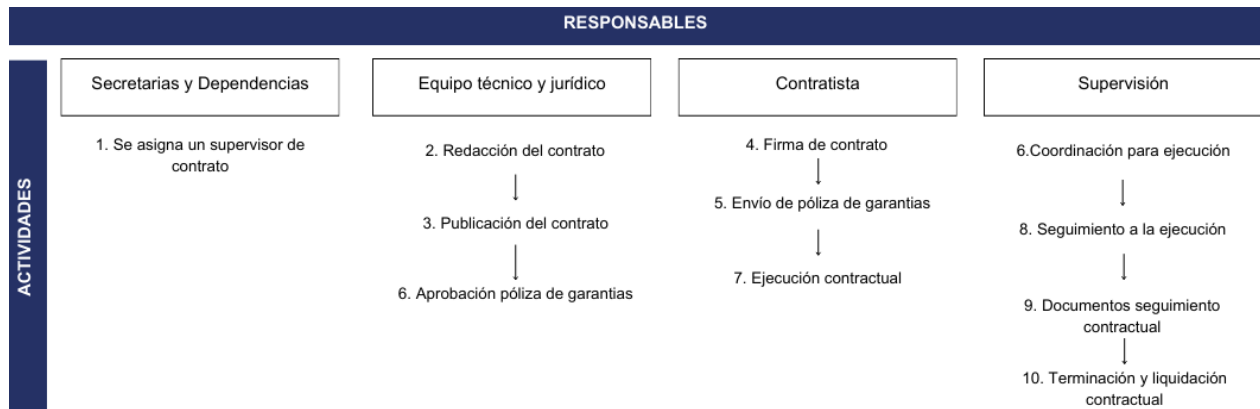 RESPONSABLES
ACTIVIDADES
Secretarias y Dependencias
1. Se asigna un supervisor de
contrato
Equipo técnico y jurídico
2. Redacción del contrato
3. Publicación del contrato
6. Aprobación póliza de garantias
Contratista
4. Firma de contrato
5. Envío de póliza de garantias
7. Ejecución contractual
Supervisión
6.Coordinación para ejecución
8. Seguimiento a la ejecución
9. Documentos seguimiento
contractual
10. Terminación y liquidación
contractual